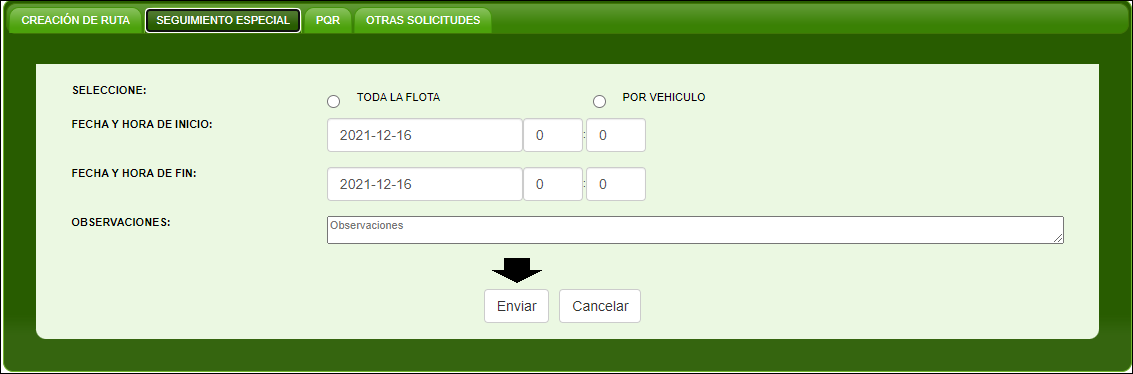 CREACIÓN DE RUTA SEGUIMIENTO ESPECIAL PQR OTRAS SOLICITUDES
SELECCIONE: TODA LA FLOTA POR VEHICULO
FECHA Y HORA DE INICIO: 2021-12-16 0 : 0
FECHA Y HORA DE FIN: 2021-12-16 0 : 0
OBSERVACIONES: Observaciones
Enviar Cancelar